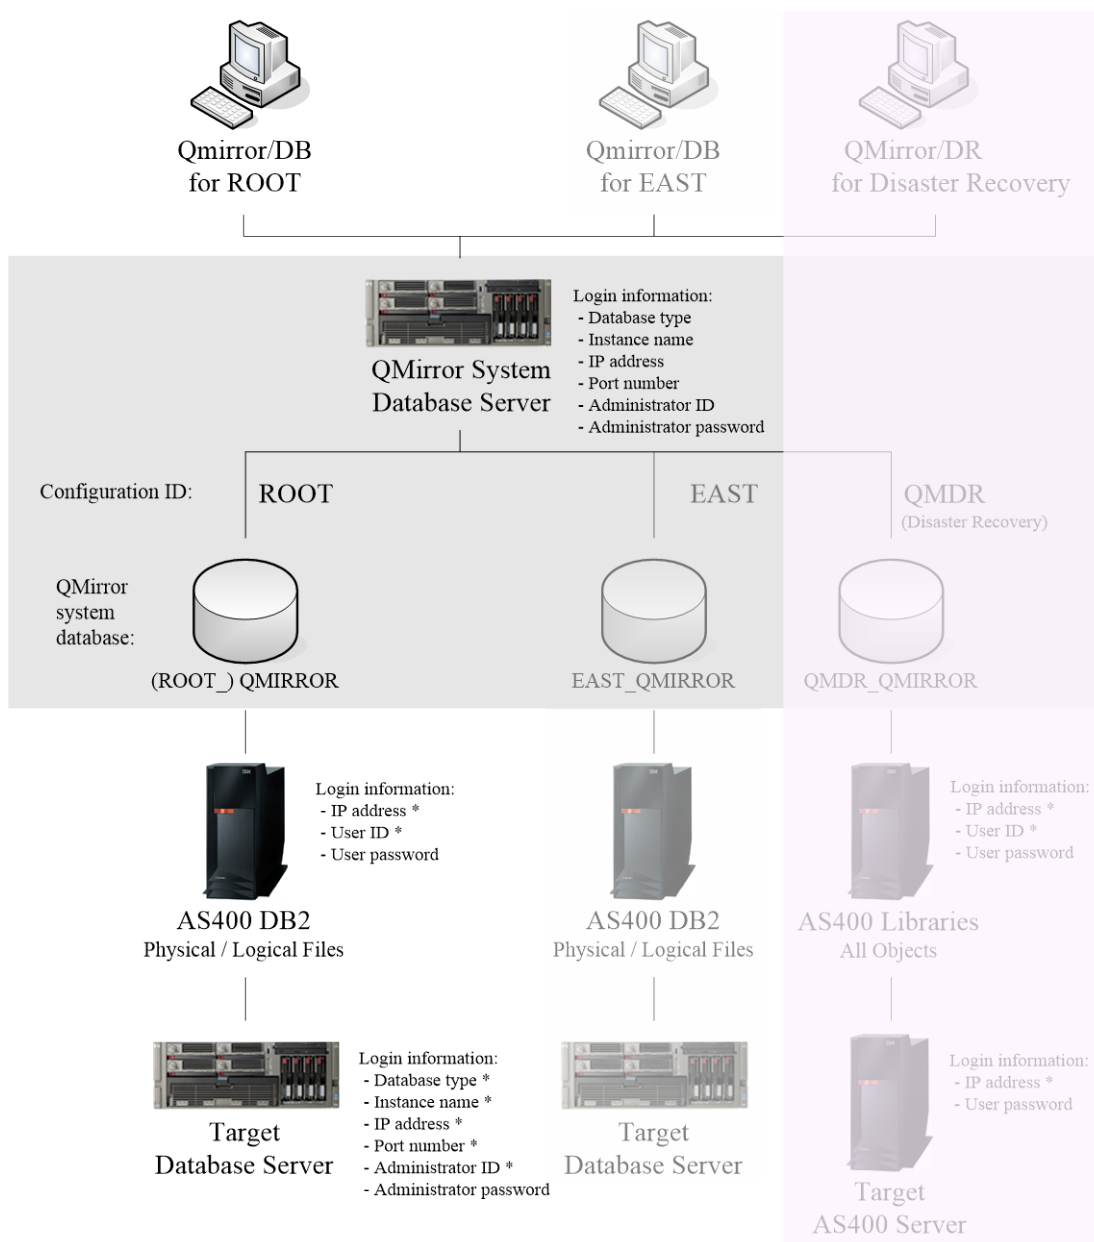 Qmirror/DB
for ROOT
Qmirror/DB
for EAST
QMirror/DR
for Disaster Recovery
QMirror System
Database Server
Login information:
- Database type
- Instance name
- IP address
- Port number
- Administrator ID
- Administrator password
Configuration ID:
ROOT
EAST
QMDR
(Disaster Recovery)
QMirror
system
database:
(ROOT_) QMIRROR
EAST_QMIRROR
QMDR_QMIRROR
Login information:
- IP address *
- User ID *
- User password
AS400 DB2
Physical / Logical Files
AS400 DB2
Physical / Logical Files
Login information:
- IP address *
- User ID *
- User password
AS400 Libraries
All Objects
Login information:
- Database type *
- Instance name *
- IP address *
- Port number *
- Administrator ID *
- Administrator password
Target
Database Server
Target
Database Server
Login information:
- IP address *
- User password
Target
AS400 Server